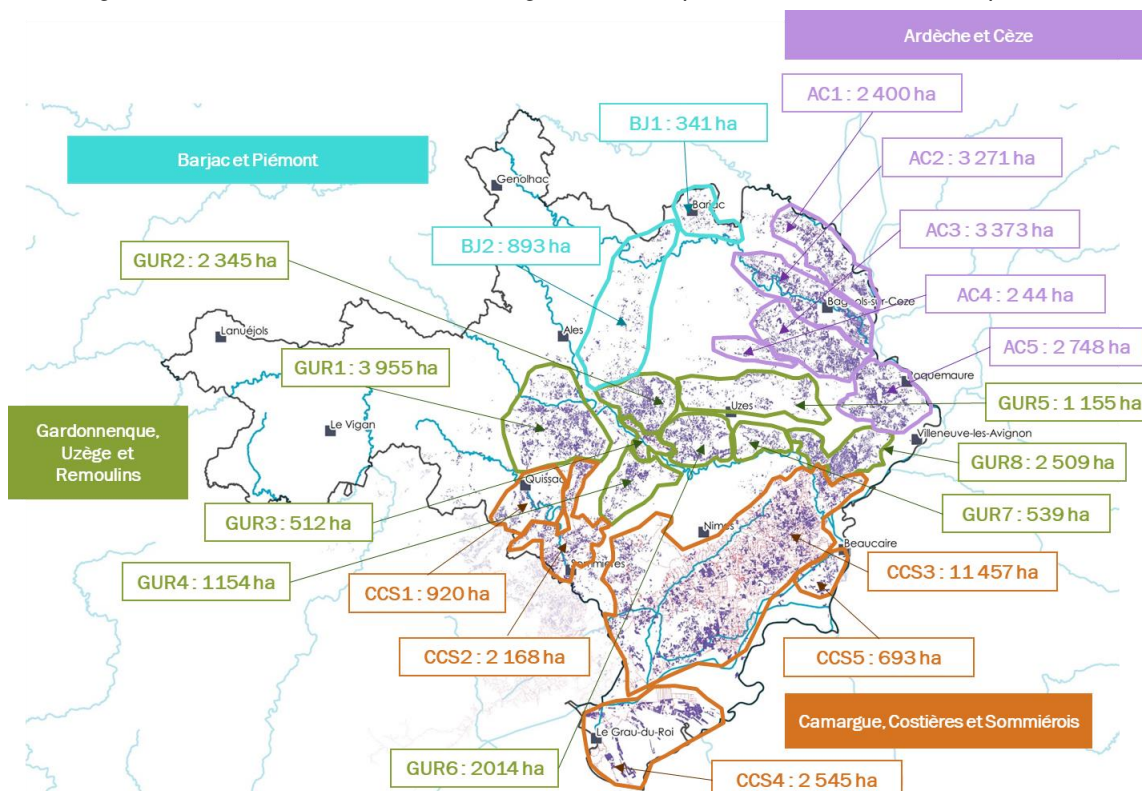 Ardèche et Cèze
AC1 : 2 400 ha
BJ1 : 341 ha
Barjac et Piémont
AC2 : 3 271 ha
Genolhac
Barjac
AC3 : 3 373 ha
BJ2 : 893 ha
GUR2 : 2 345 ha
AC4 : 2 44 ha
Bagnols-sur-Ceze
Lanuéjols
Ales
AC5 : 2 748 ha
GUR1 : 3 955 ha
Roquemaure
GUR5 : 1 155 ha
Uzes
Gardonnenque,
Uzège et
Remoulins
Le Vigan
Villeneuve-les-Avignon
GUR8 : 2 509 ha
Quissac
GUR3 : 512 ha
GUR7 : 539 ha
Nimes
Beaucaire
GUR4 : 1154 ha
Sommieres
CCS3 : 11 457 ha
CCS1 : 920 ha
CCS2 : 2 168 ha
CCS5 : 693 ha
Camargue, Costières et Sommiérois
Le Grau-du-Roi
GUR6 : 2014 ha
CCS4 : 2 545 ha